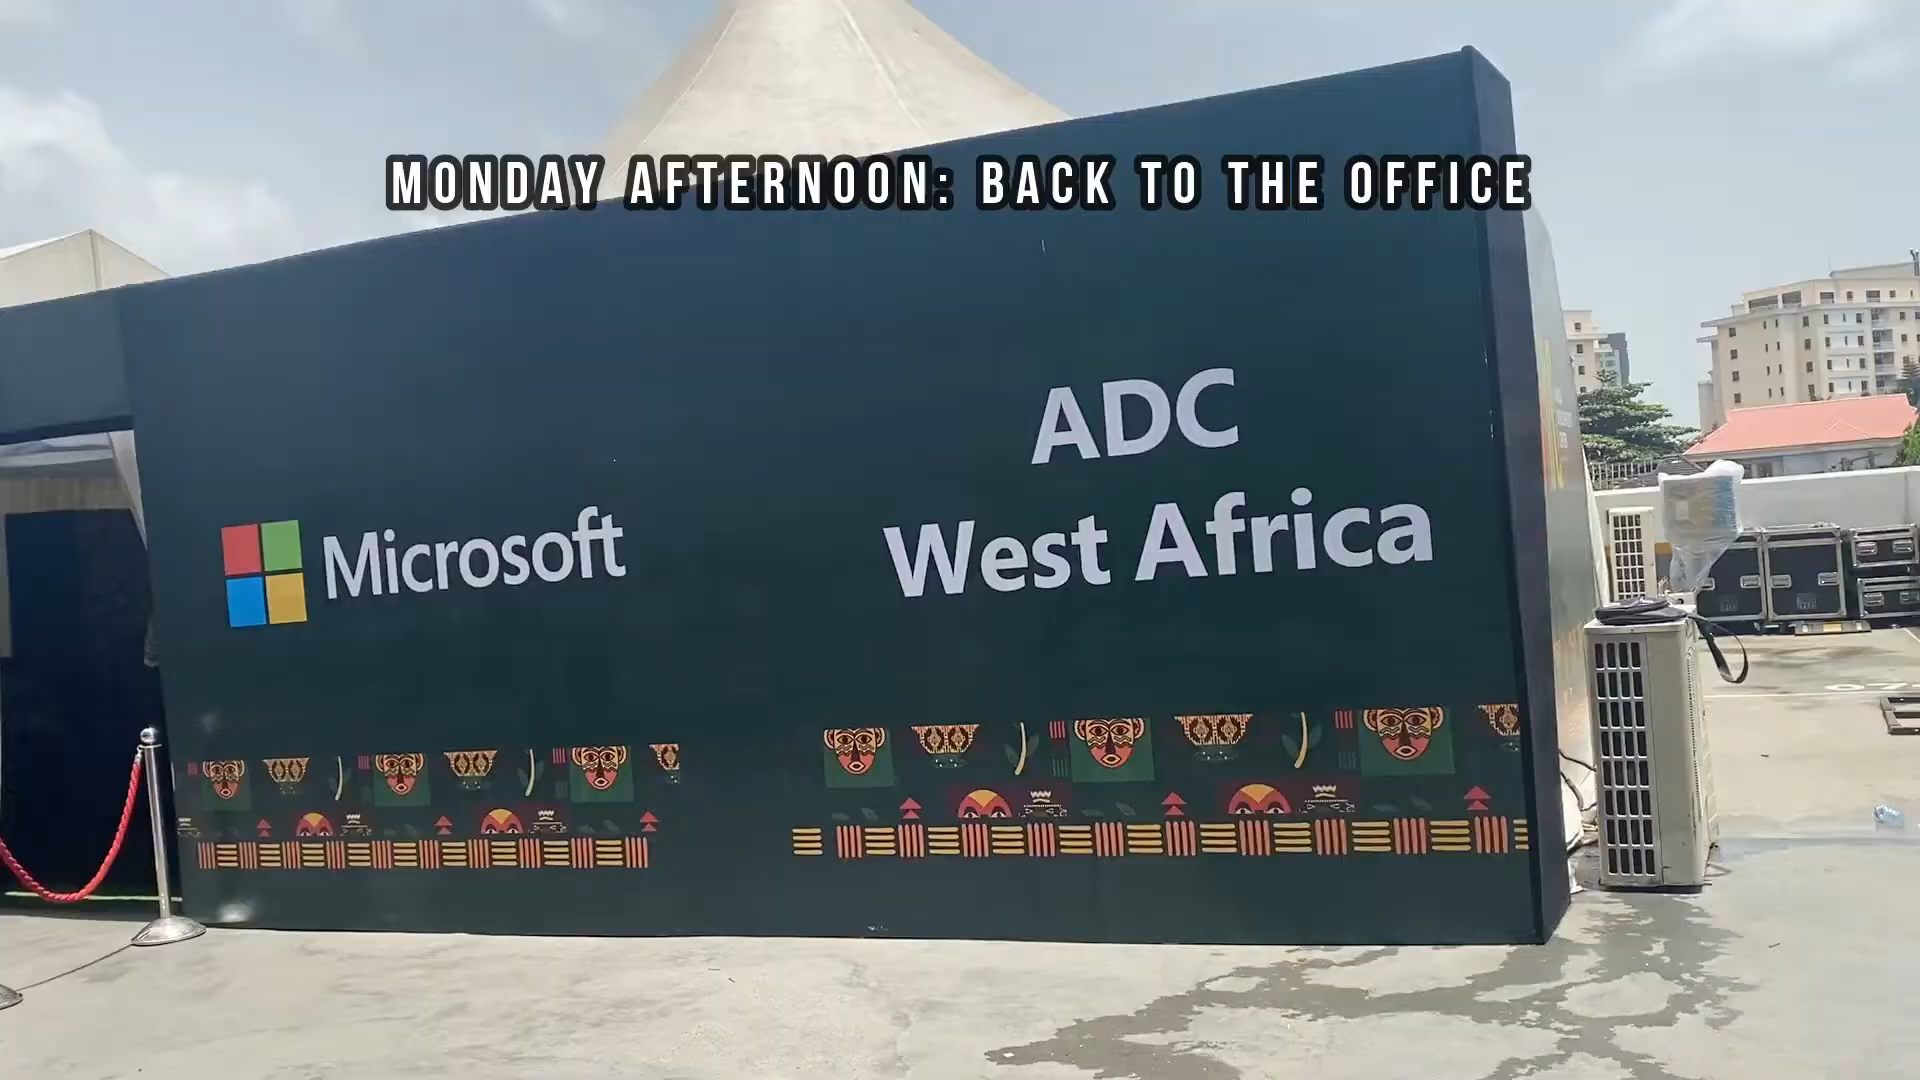 MONDAY AFTERNOON: BACK TO THE OFFICE
Microsoft
ADC
West Africa